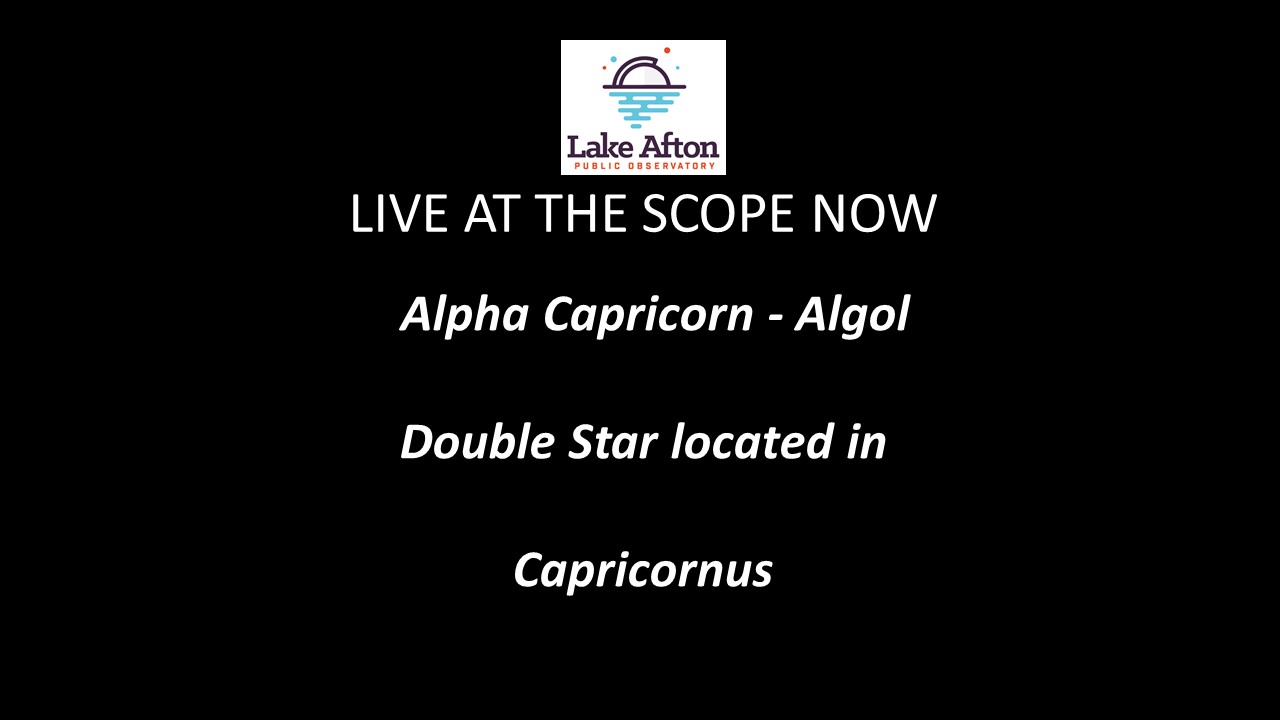 Lake Afton
PUBLIC OBSERVATORY
LIVE AT THE SCOPE NOW
Alpha Capricorn - Algol
Double Star located in
Capricornus